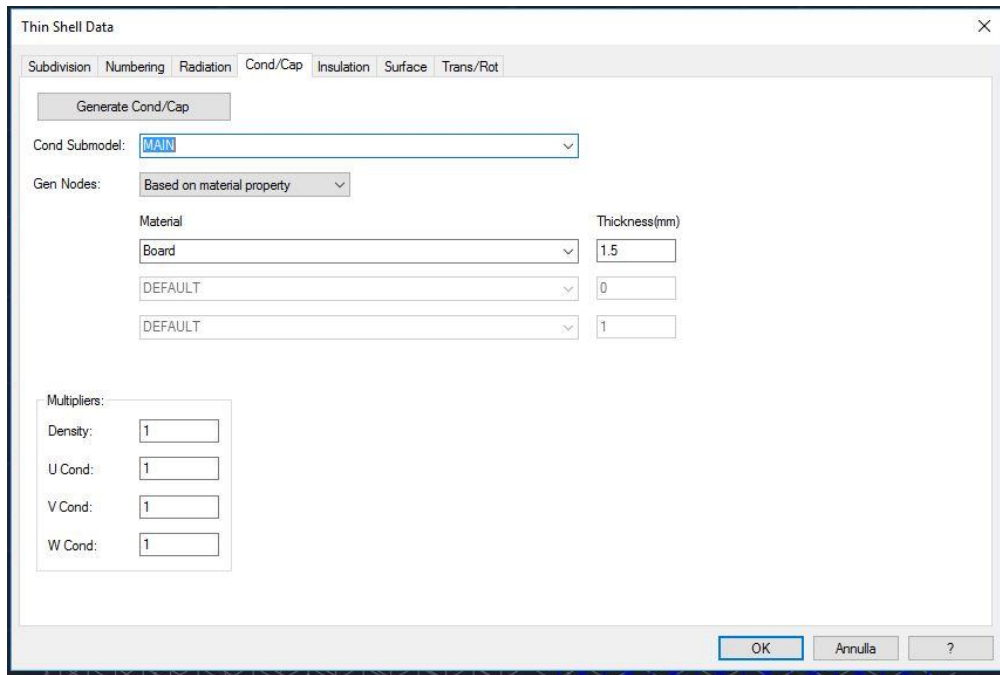 Thin Shell Data
Subdivision Numbering Radiation Cond/Cap Insulation Surface Trans/Rot
Generate Cond/Cap
Cond Submodel: MAIN
Gen Nodes: Based on material property
Material Thickness(mm)
Board 1.5
DEFAULT 0
DEFAULT 1
Multipliers:
Density: 1
U Cond: 1
V Cond: 1
W Cond: 1
OK Annulla ?